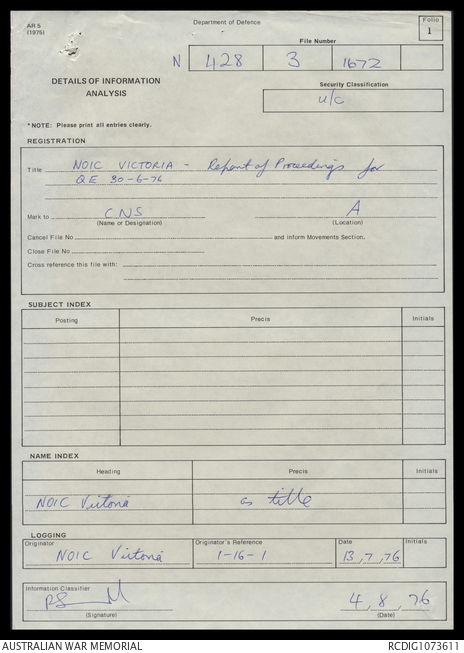 AR 5
(1975)
Department of Defence
Folio
1
File Number
N 428 3 1672
DETAILS OF INFORMATION
ANALYSIS
Security Classification
U/C
*NOTE: Please print all entries clearly.
REGISTRATION
Title NOIC VICTORIA - Report of Proceedings for
QE 30-6-76
Mark to C.N.S A
(Name or Designation) (Location)
Cancel File No and inform Movements Section.
Close File No
Cross reference this file with:
SUBJECT INDEX
Posting Precis Initials
NAME INDEX
Heading Precis Initials
NOIC Victoria as title
LOGGING
Originator Originator's Reference Date Initials
NOIC Victoria 1-16-1 13, 7, 76
Information Classifier
(Signature)
4, 8, 76
(Date)
AUSTRALIAN WAR MEMORIAL RCDIG1073611